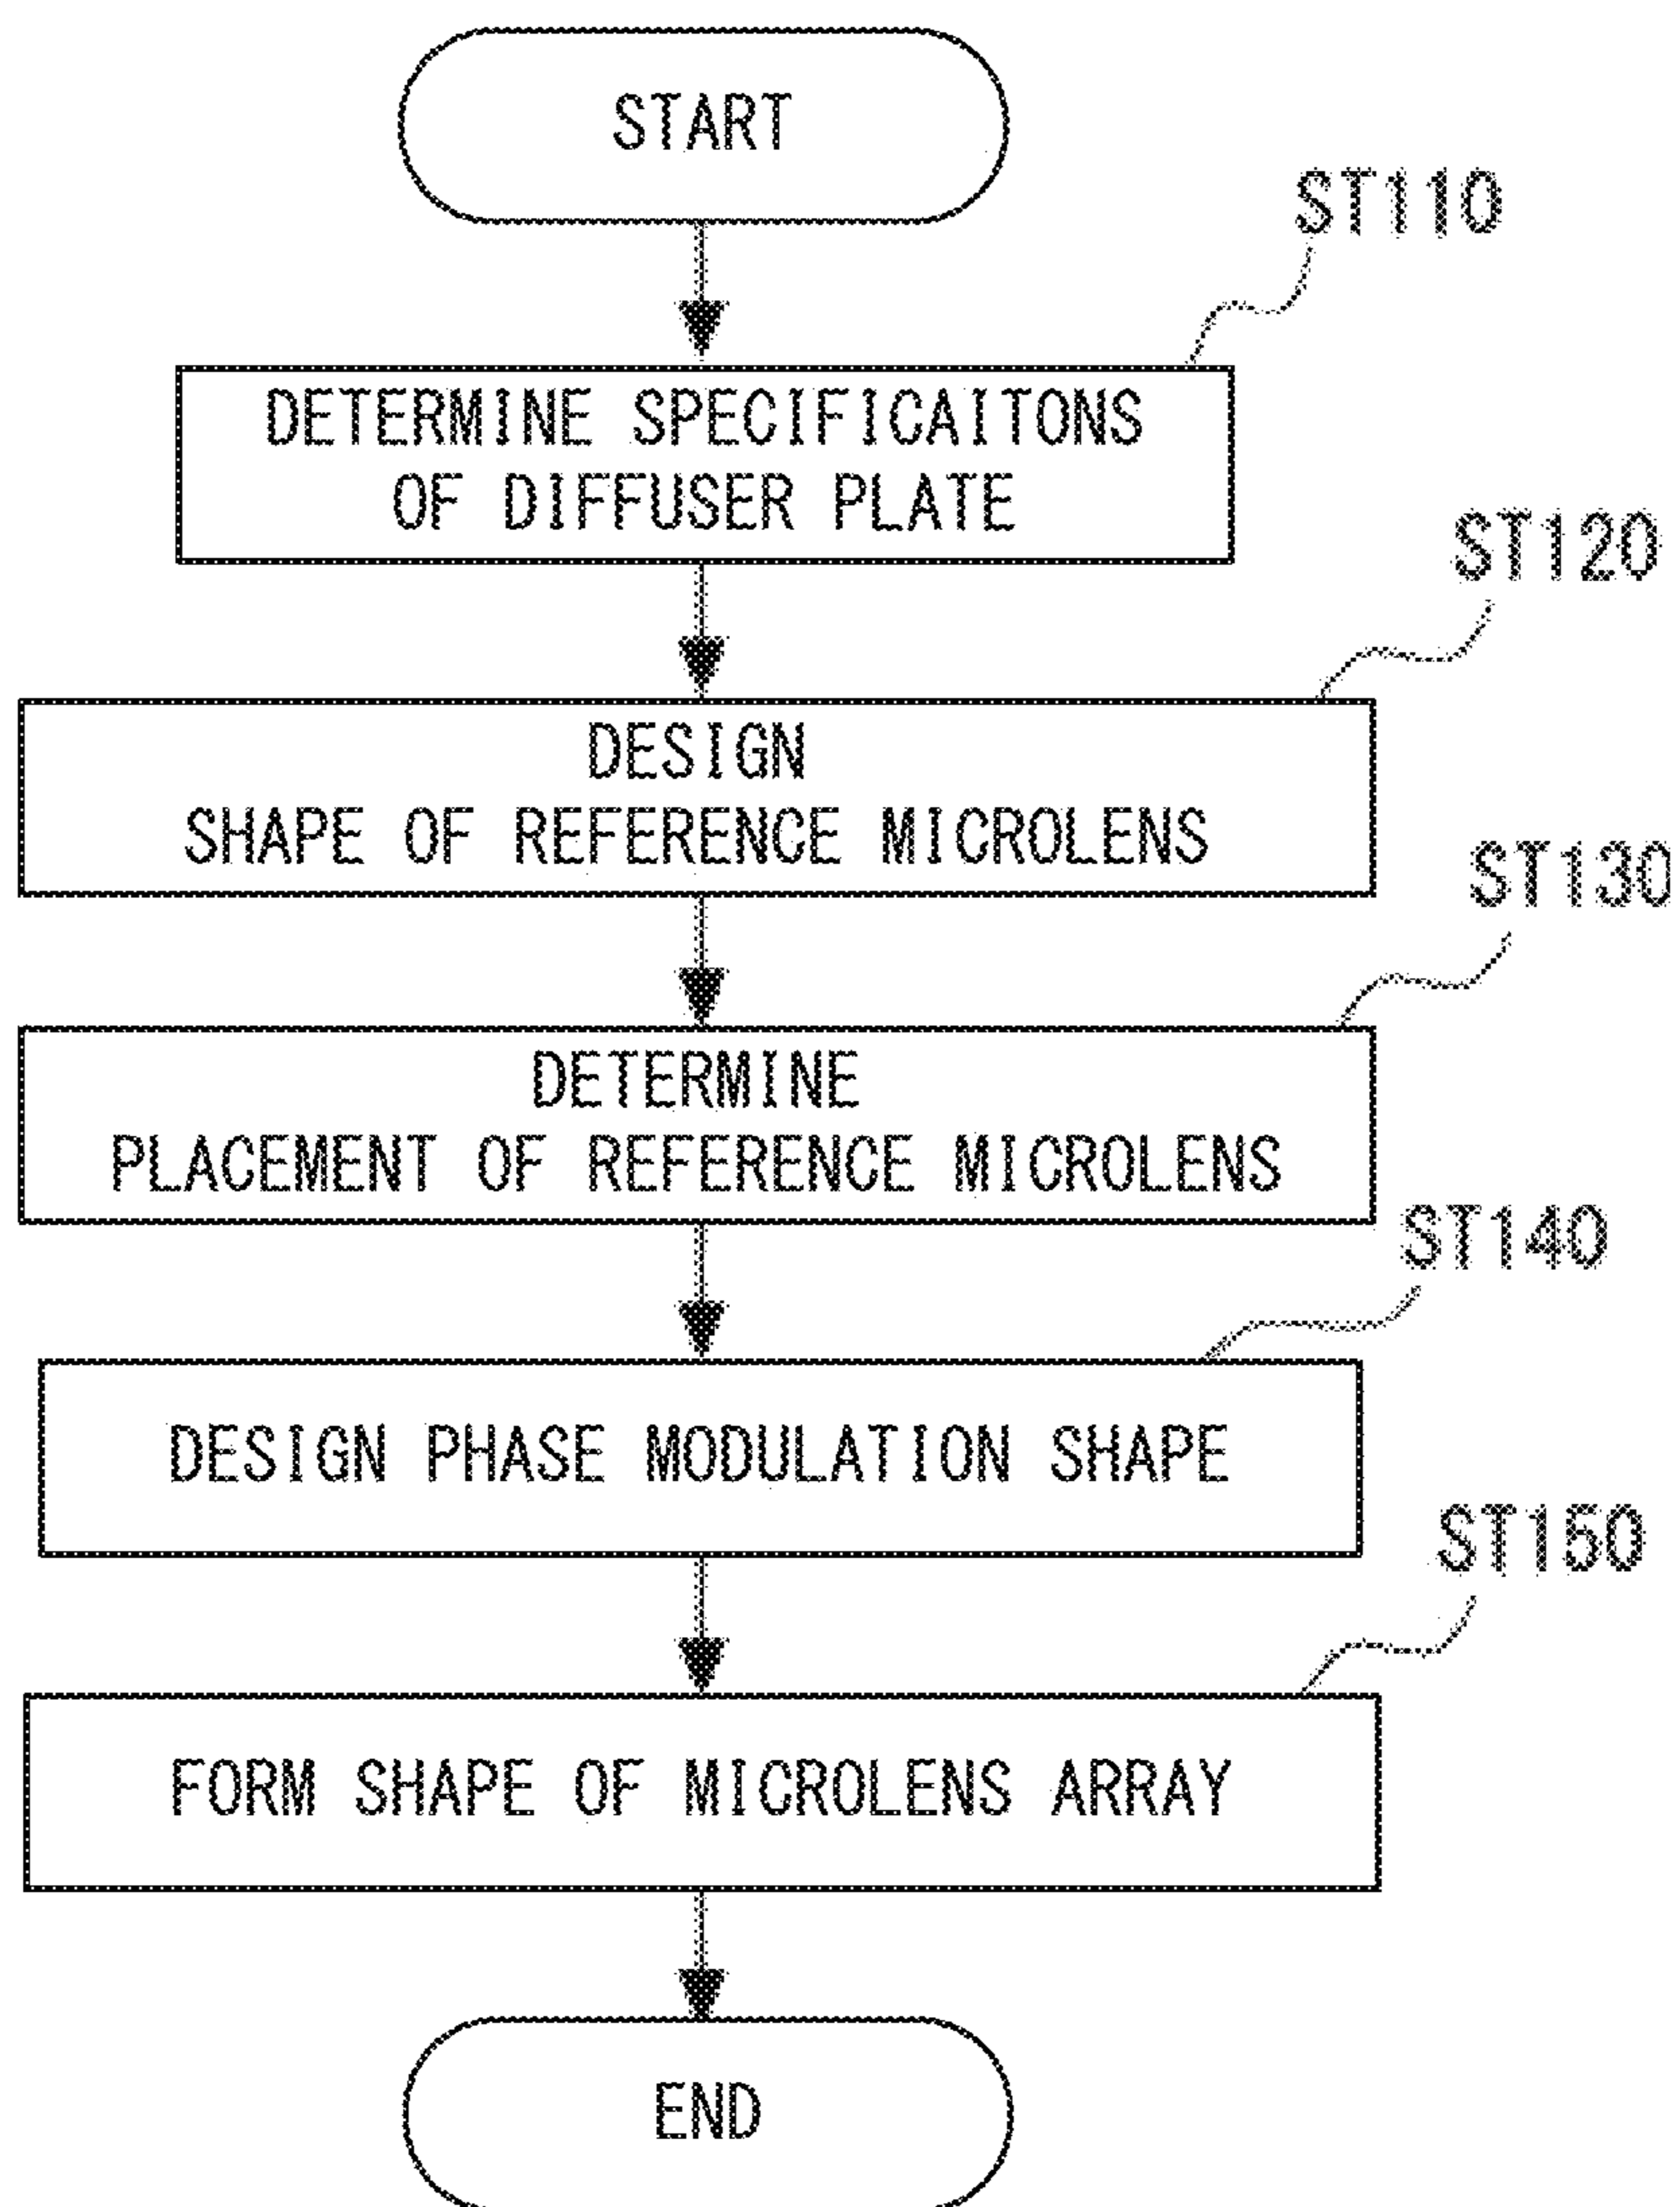 START
ST110
DETERMINE SPECIFICAITONS
OF DIFFUSER PLATE
ST120
DESIGN
SHAPE OF REFERENCE MICROLENS
ST130
DETERMINE
PLACEMENT OF REFERENCE MICROLENS
ST140
DESIGN PHASE MODULATION SHAPE
ST150
FORM SHAPE OF MICROLENS ARRAY
END